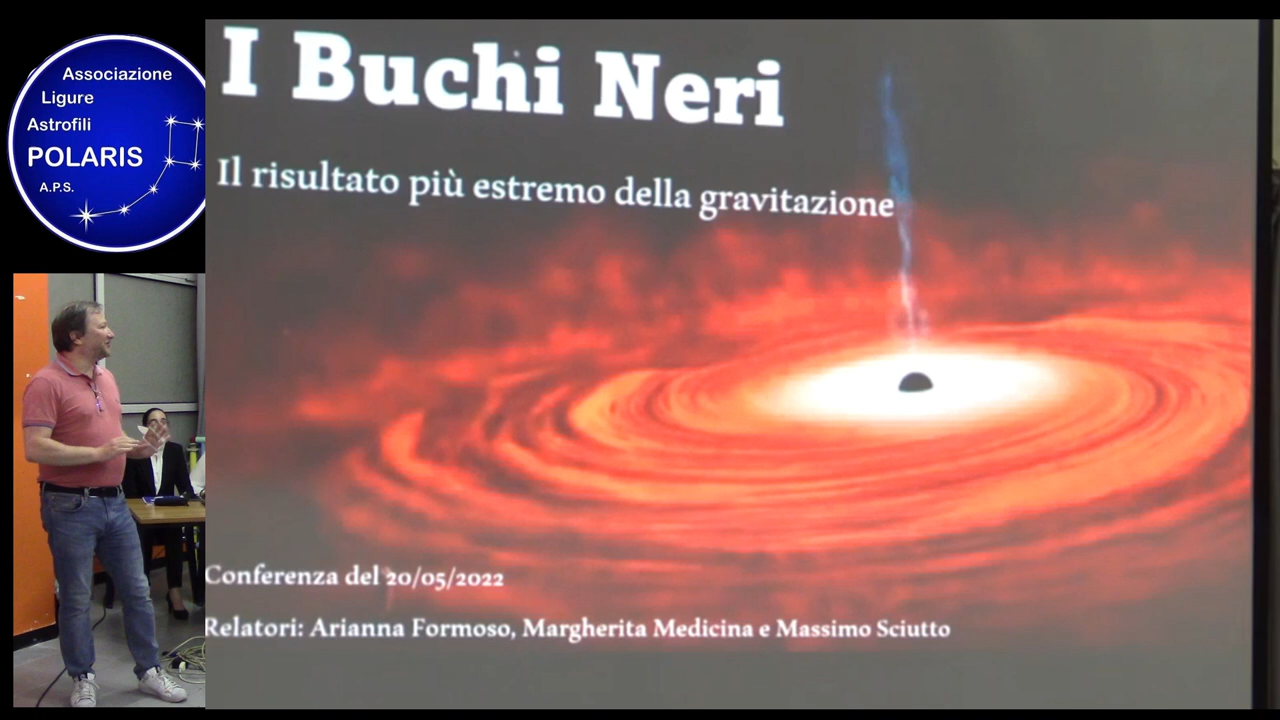 Associazione
Ligure
Astrofili
POLARIS
A.P.S.
I Buchi Neri
Il risultato più estremo della gravitazione
Conferenza del 20/05/2022
Relatori: Arianna Formoso, Margherita Medicina e Massimo Sciutto